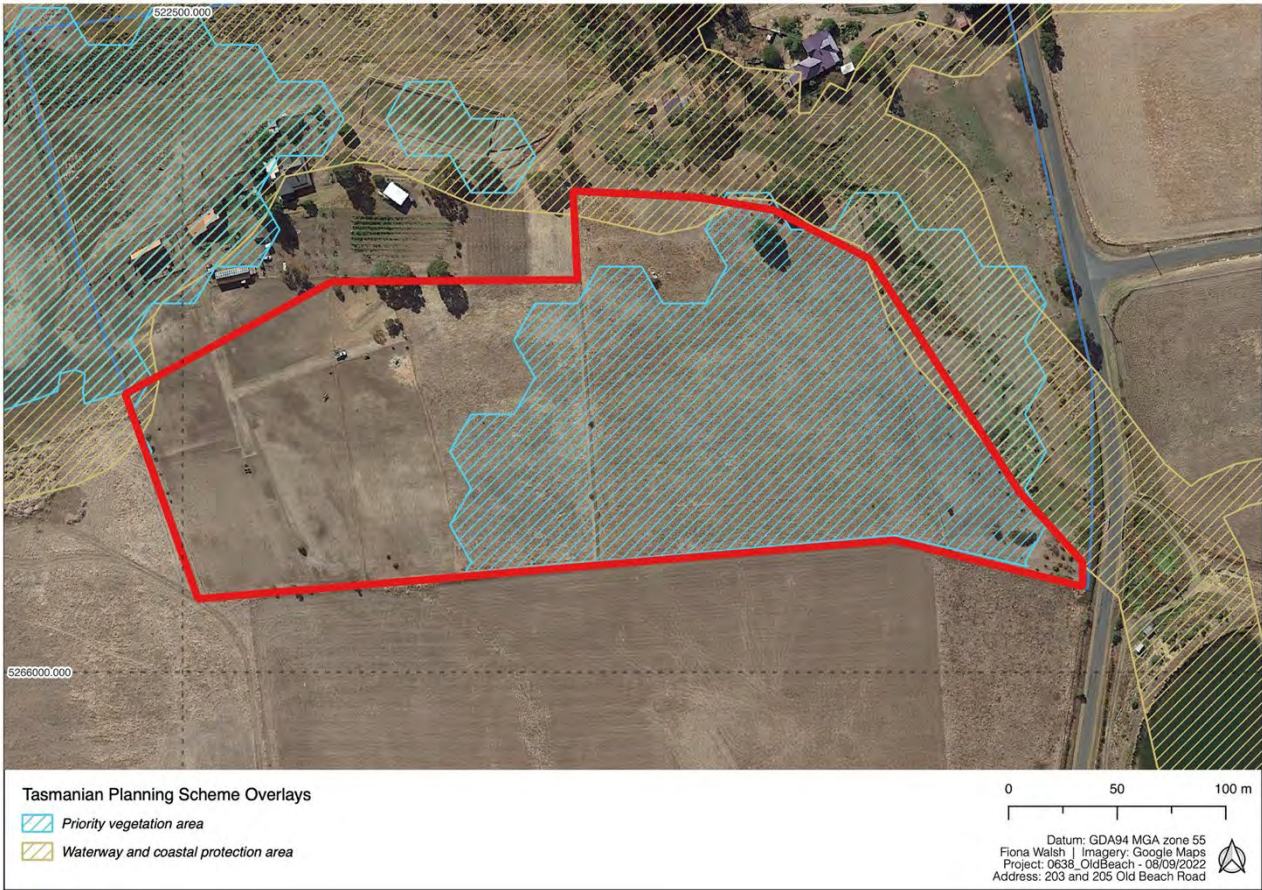 522500.000
5266000.000
Tasmanian Planning Scheme Overlays
Priority vegetation area
Waterway and coastal protection area
0 50 100 m
Datum: GDA94 MGA zone 55
Fiona Walsh | Imagery: Google Maps
Project: 0638_OldBeach - 08/09/2022
Address: 203 and 205 Old Beach Road